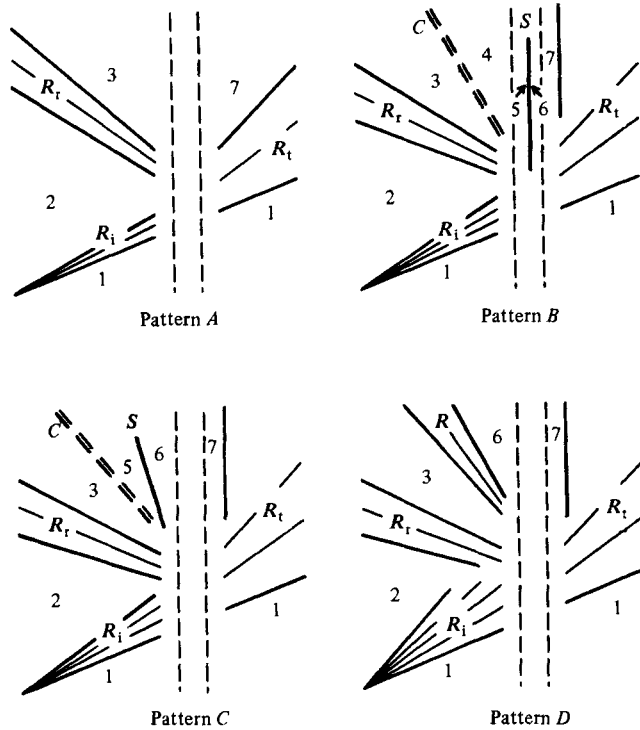 3
7
R_r
R_t
2
1
R_i
1
Pattern A
C
4
S
7
3
5
6
R_r
R_t
2
1
R_i
1
Pattern B
C
S
6
7
5
3
R_r
R_t
2
R_i
1
1
Pattern C
R
6
7
3
R_r
R_t
2
R_i
1
1
Pattern D